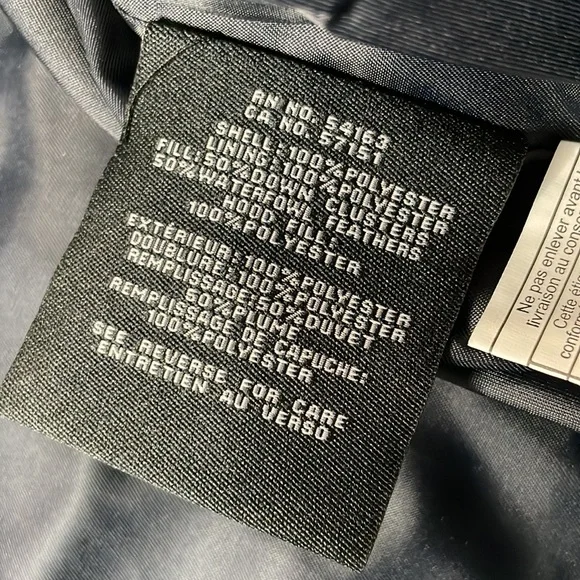 RN NO. 54163
CA NO. 57151
SHELL: 100% POLYESTER
LINING: 100% POLYESTER
FILL: 50% DOWN CLUSTERS
50% WATERFOWL FEATHERS
HOOD FILL:
100% POLYESTER
EXTÉRIEUR: 100% POLYESTER
DOUBLURE: 100% POLYESTER
REMPLISSAGE: 50% DUVET
50% PLUME
REMPLISSAGE DE CAPUCHE:
100% POLYESTER
SEE REVERSE FOR CARE
ENTRETIEN AU VERSO
Ne pas enlever avant
livraison au
Cette